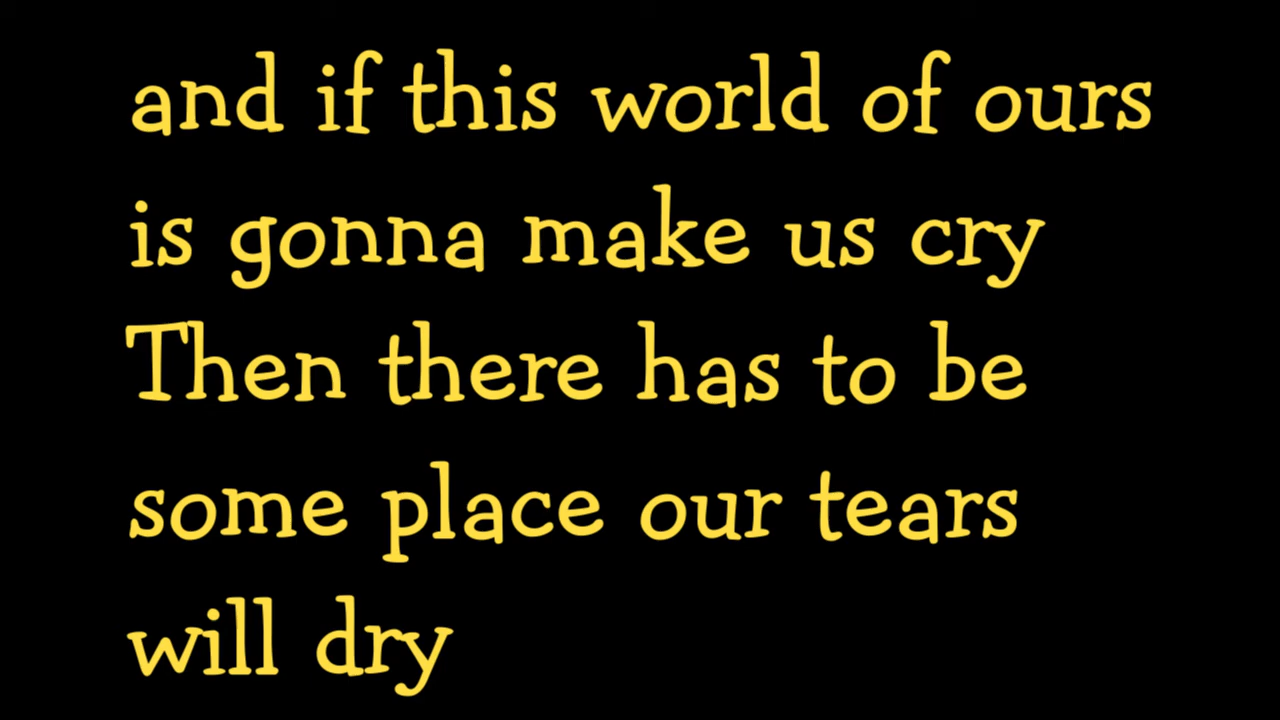 and if this world of ours
is gonna make us cry
Then there has to be
some place our tears
will dry